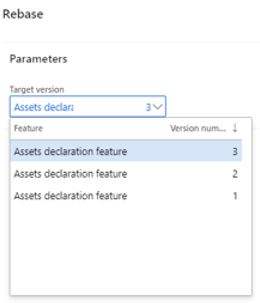 Rebase
Parameters
Target version
Assets declara 3
Feature Version num... ↓
Assets declaration feature 3
Assets declaration feature 2
Assets declaration feature 1